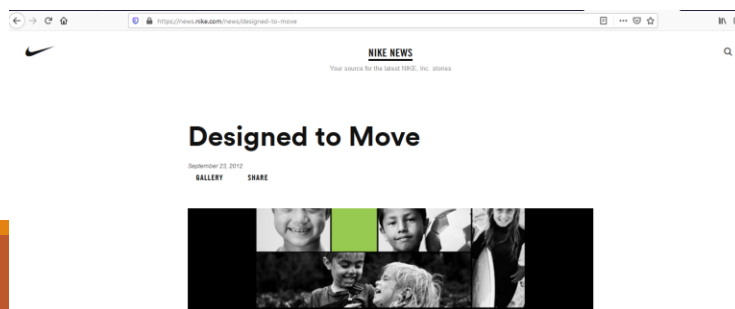 https://news.nike.com/news/designed-to-move
NIKE NEWS
Your source for the latest NIKE, Inc. stories
Designed to Move
September 23, 2012
GALLERY SHARE